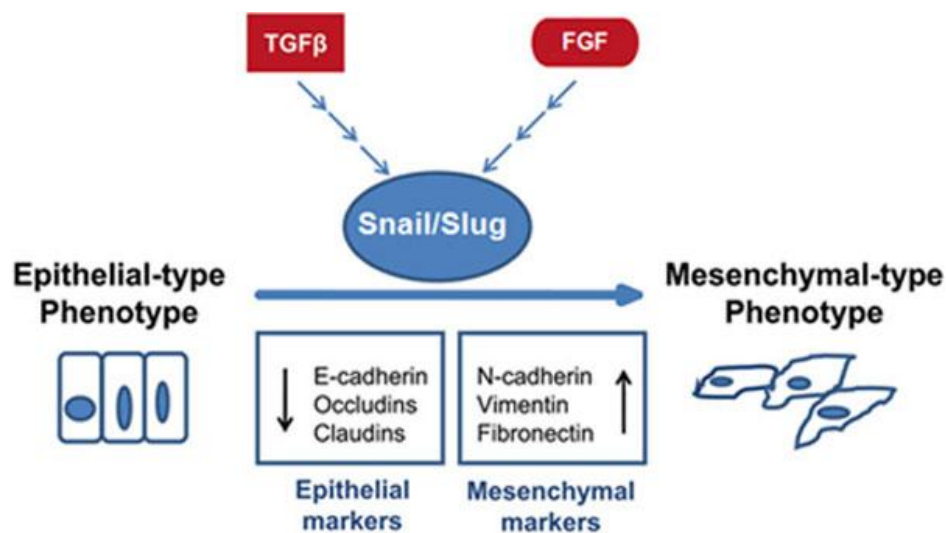 TGFβ
FGF
Snail/Slug
Epithelial-type
Phenotype
Mesenchymal-type
Phenotype
E-cadherin
Occludins
Claudins
N-cadherin
Vimentin
Fibronectin
Epithelial
markers
Mesenchymal
markers